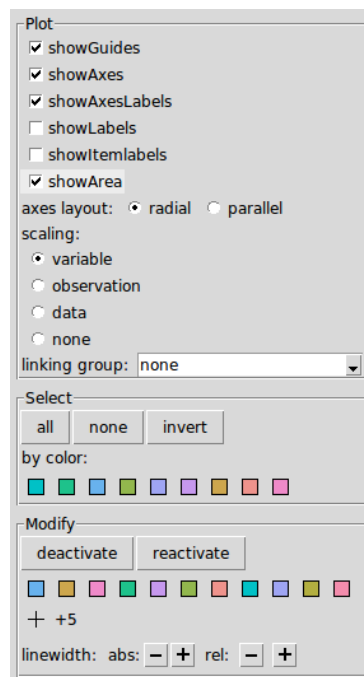 Plot
showGuides
showAxes
showAxesLabels
showLabels
showItemlabels
showArea
axes layout: radial parallel
scaling:
variable
observation
data
none
linking group: none
Select
all none invert
by color:
Modify
deactivate reactivate
+5
linewidth: abs: − + rel: − +